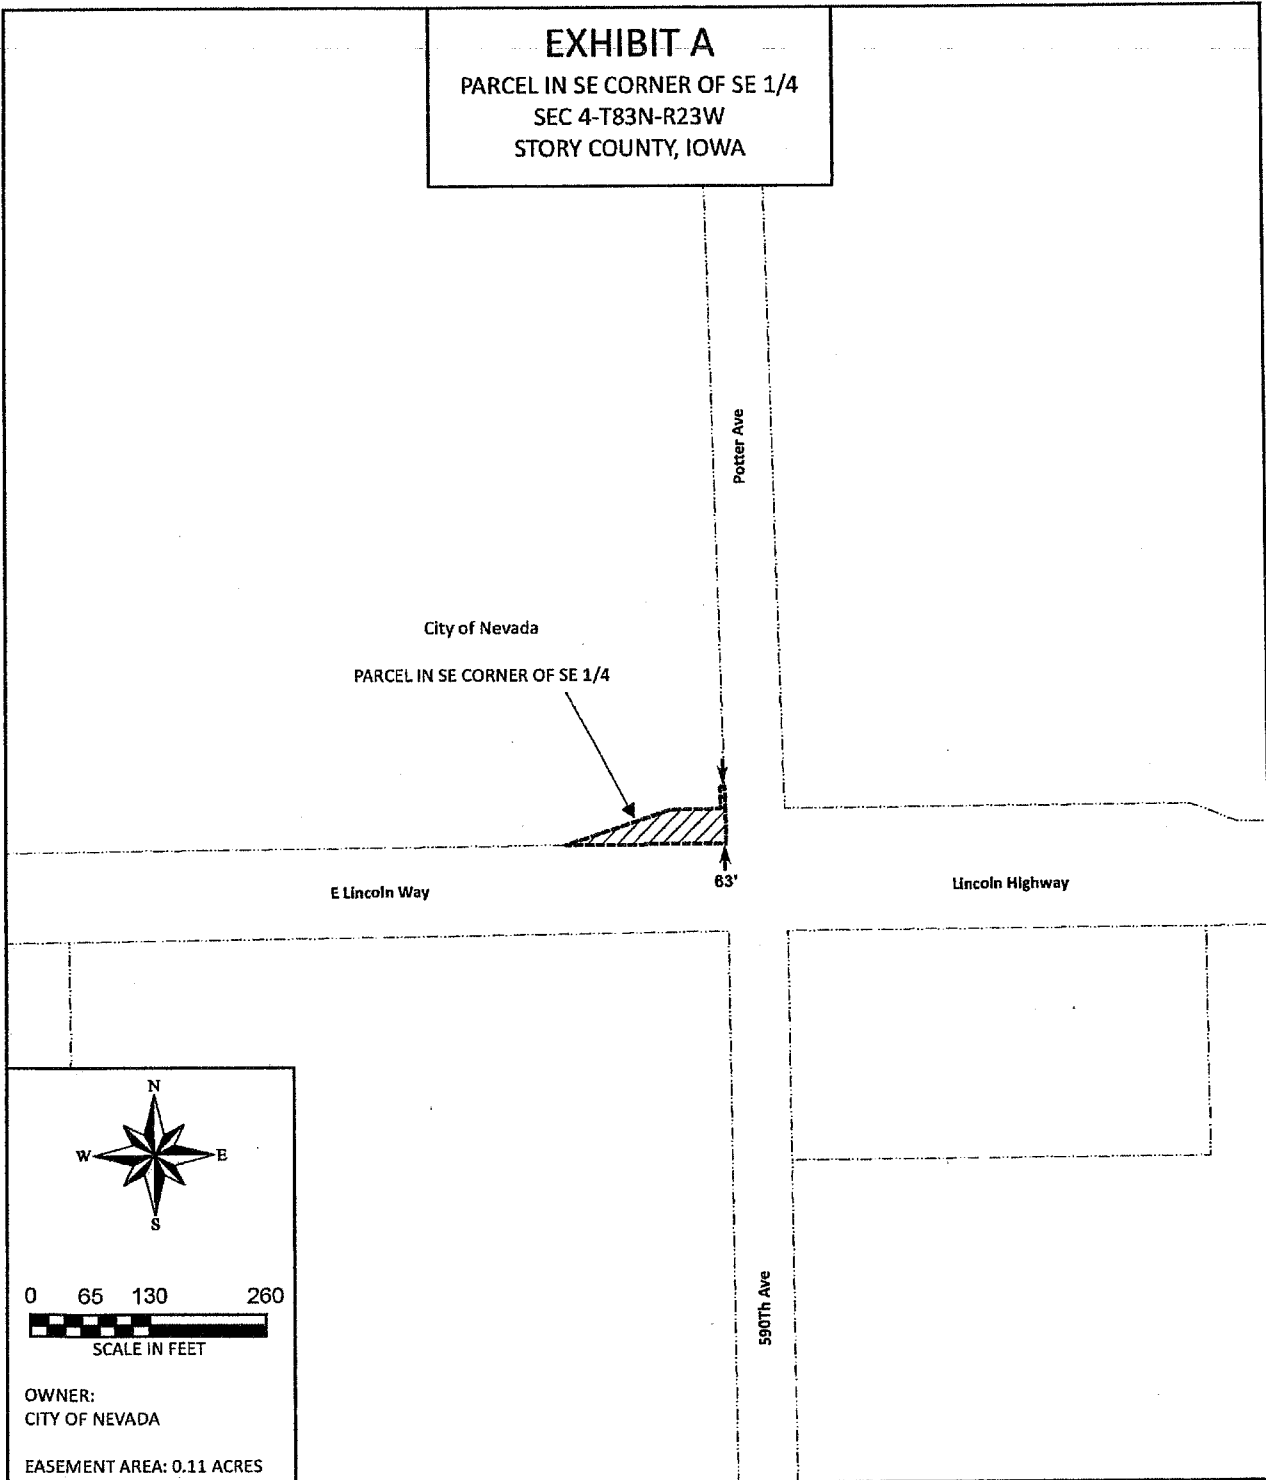 EXHIBIT A
PARCEL IN SE CORNER OF SE 1/4
SEC 4-T83N-R23W
STORY COUNTY, IOWA
Potter Ave
City of Nevada
PARCEL IN SE CORNER OF SE 1/4
63'
E Lincoln Way
Lincoln Highway
590Th Ave
N
W E
S
0 65 130 260
SCALE IN FEET
OWNER:
CITY OF NEVADA
EASEMENT AREA: 0.11 ACRES